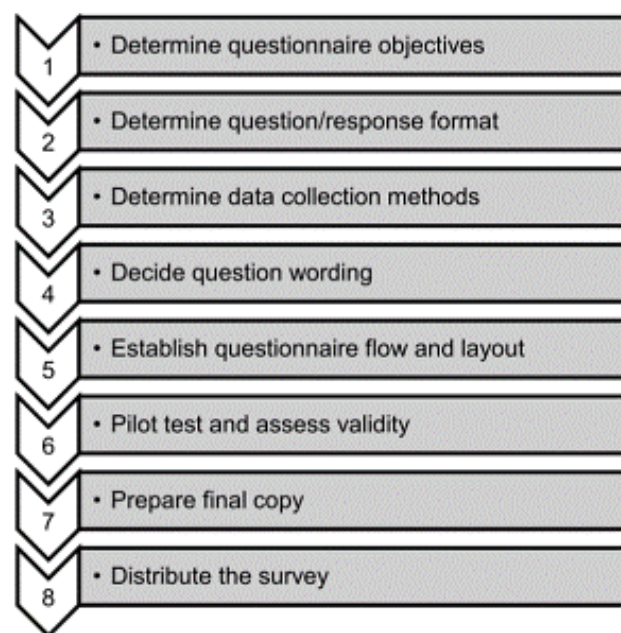 1 • Determine questionnaire objectives
2 • Determine question/response format
3 • Determine data collection methods
4 • Decide question wording
5 • Establish questionnaire flow and layout
6 • Pilot test and assess validity
7 • Prepare final copy
8 • Distribute the survey